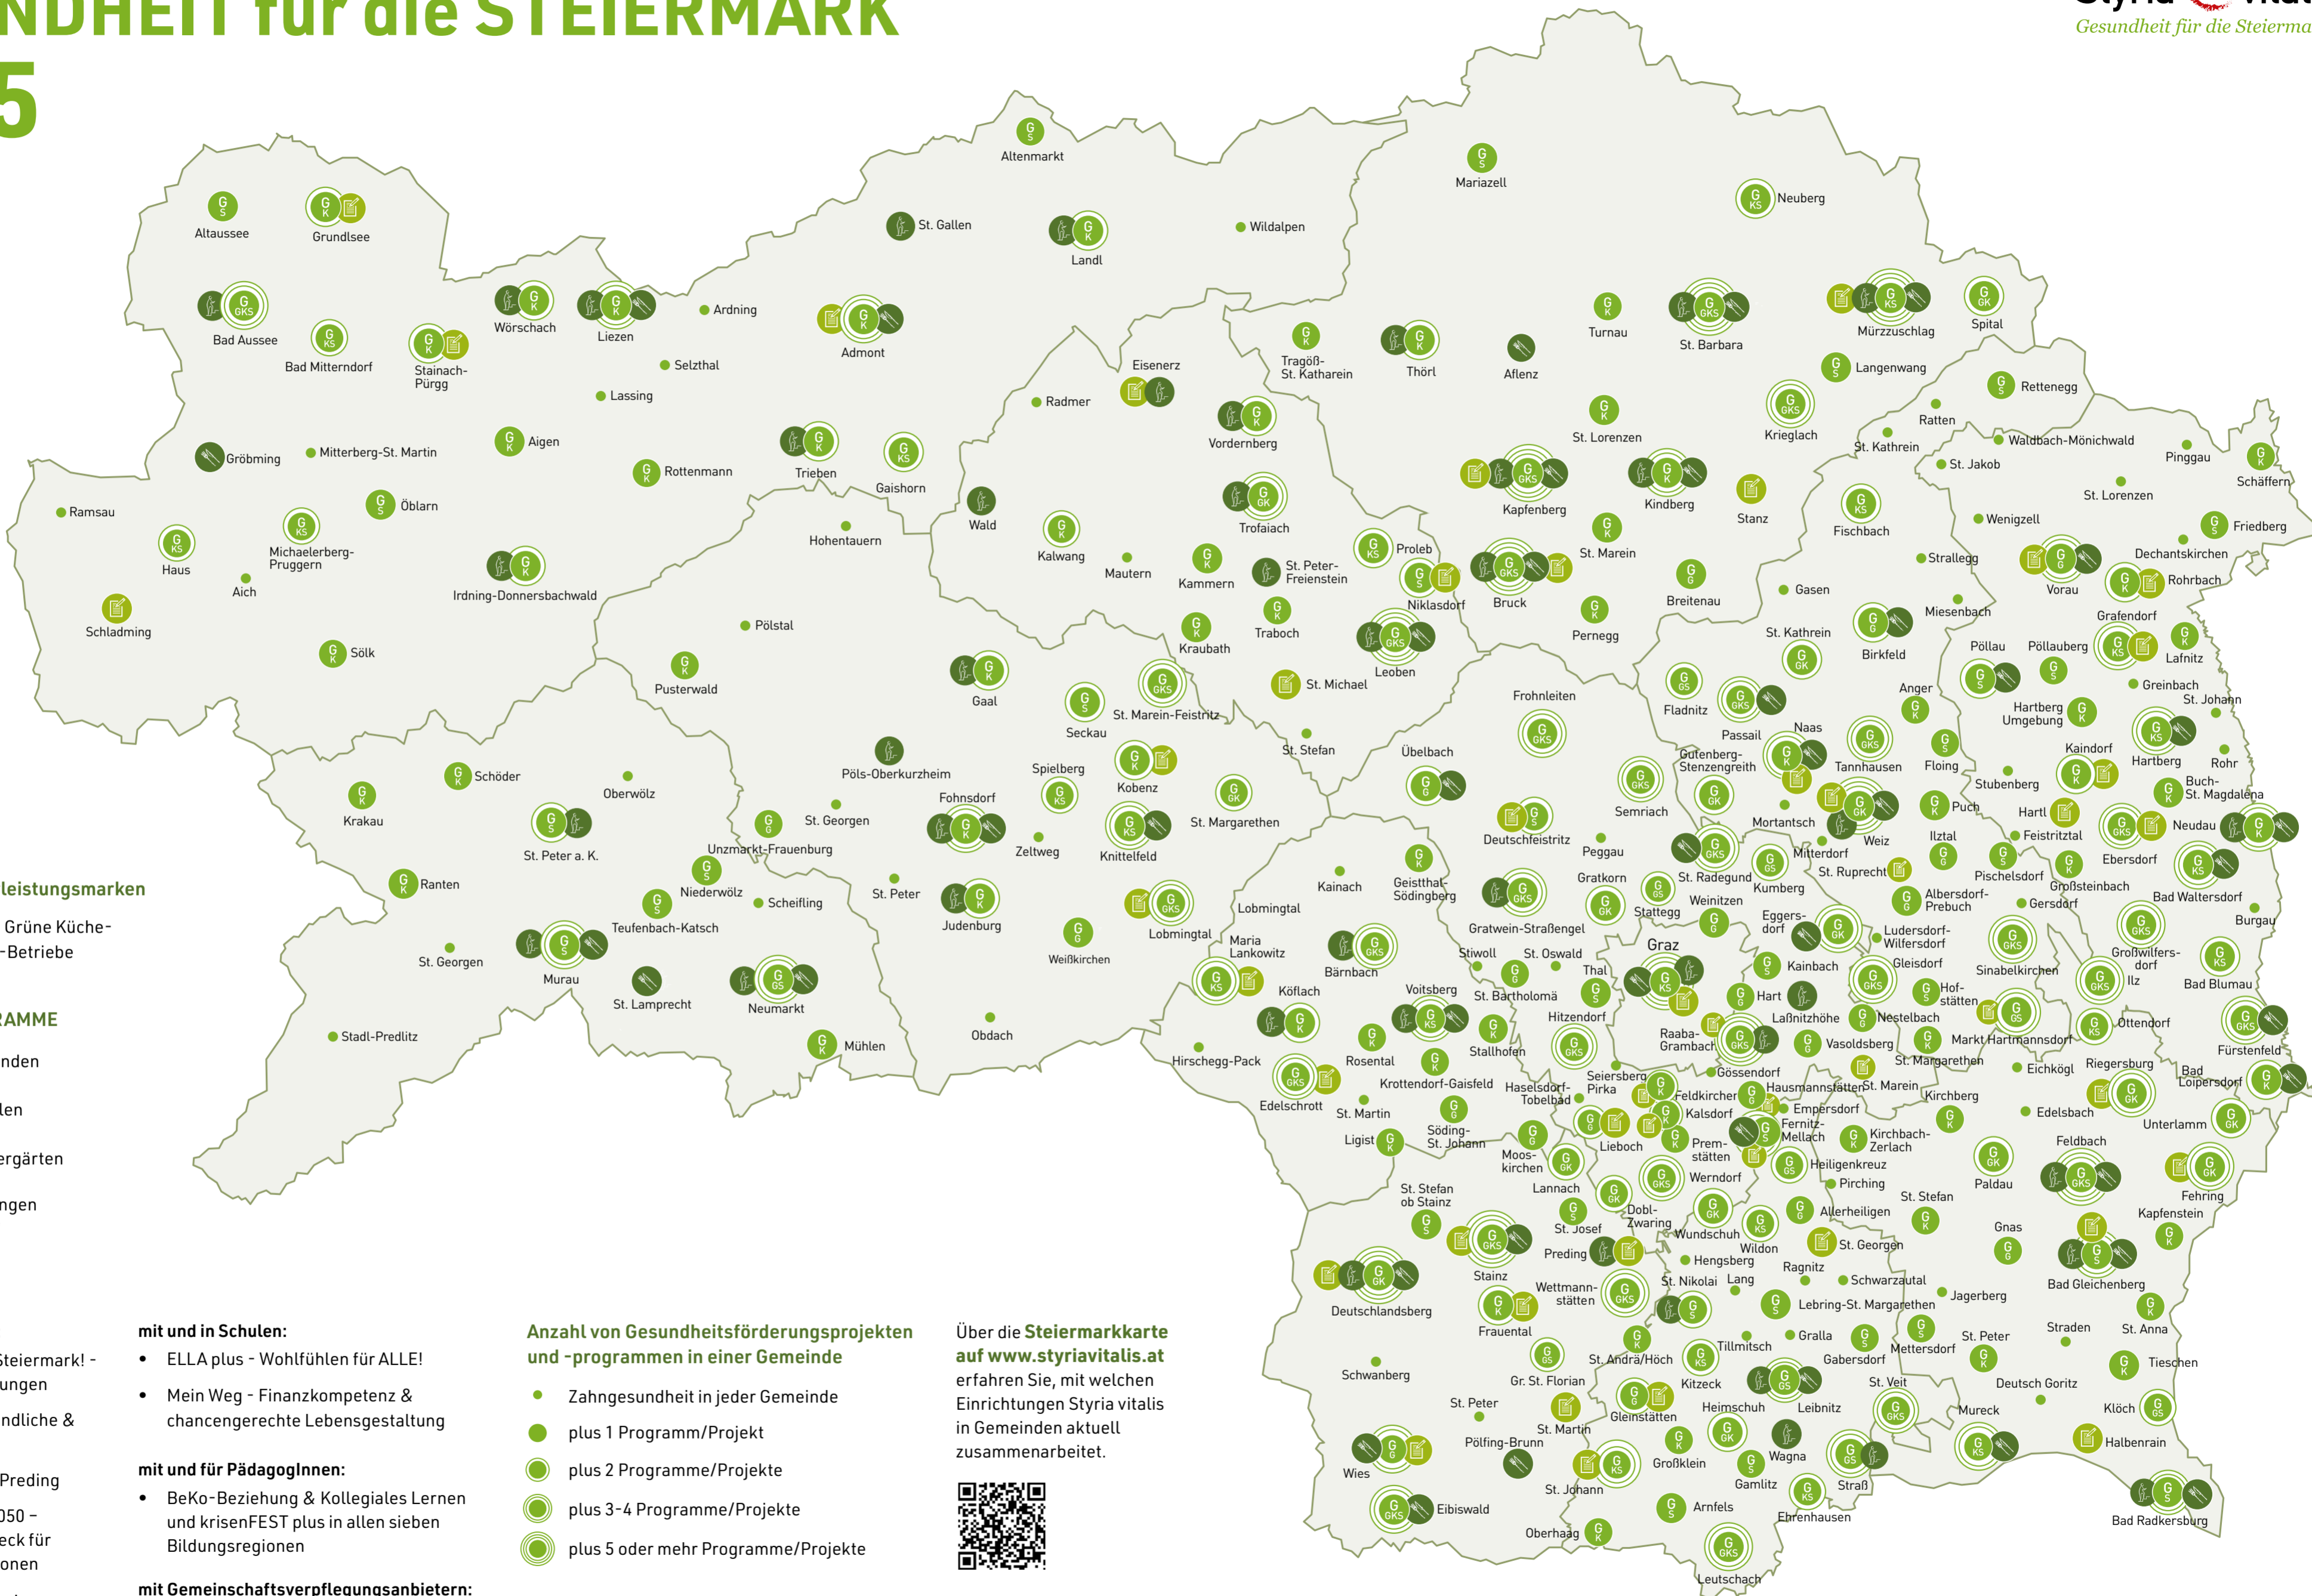 NDHEIT für die STEIERMARK
5
Gesundheit für die Steierma
Altenmarkt
Mariazell
Neuberg
Altaussee
Grundlsee
St. Gallen
Landl
Wildalpen
Bad Aussee
Bad Mitterndorf
Stainach-
Pürgg
Wörschach
Liezen
Ardning
Admont
Selzthal
Lassing
Eisenerz
Radmer
Tragöß-
St. Katharein
Thörl
Aflenz
Turnau
St. Barbara
Mürzzuschlag
Spital
Langenwang
Rettenegg
Ratten
Krieglach
St. Kathrein
Waldbach-Mönichwald
St. Jakob
Pinggau
Schäffern
St. Lorenzen
Vordernberg
St. Lorenzen
Gröbming
Mitterberg-St. Martin
Aigen
Rottenmann
Trieben
Gaishorn
Ramsau
Öblarn
Haus
Michaelerberg-
Pruggern
Aich
Irdning-Donnersbachwald
Schladming
Sölk
Hohentauern
Wald
Kalwang
Mautern
Kammern
Trofaiach
St. Peter-
Freienstein
Proleb
Niklasdorf
Traboch
Kraubath
Leoben
St. Michael
St. Stefan
Kapfenberg
Kindberg
Stanz
St. Marein
Bruck
Pernegg
Breitenau
Fischbach
Wenigzell
Strallegg
Gasen
Miesenbach
Birkfeld
St. Kathrein
Friedberg
Dechantskirchen
Vorau
Rohrbach
Grafendorf
Lafnitz
Pöllau
Pöllauberg
Greinbach
St. Johann
Hartberg
Umgebung
Hartberg
Rohr
Kaindorf
Buch-
St. Magdalena
Stubenberg
Hartl
Feistritztal
Ebersdorf
Neudau
Pölstal
Pusterwald
Gaal
Seckau
St. Marein-Feistritz
Pöls-Oberkurzheim
Spielberg
Kobenz
St. Margarethen
Fohnsdorf
St. Georgen
Unzmarkt-Frauenburg
Zeltweg
Knittelfeld
St. Peter
Judenburg
Weißkirchen
Lobmingtal
Lobmingtal
Obdach
Krakau
Schöder
Oberwölz
St. Peter a. K.
Ranten
Niederwölz
Teufenbach-Katsch
Scheifling
St. Georgen
Murau
St. Lamprecht
Neumarkt
Mühlen
Stadl-Predlitz
Frohnleiten
Übelbach
Fladnitz
Passail
Naas
Anger
Floing
Tannhausen
Gutenberg-
Stenzengreith
Semriach
Deutschfeistritz
Peggau
Mortantsch
Mitterdorf
Weiz
Puch
Ilztal
Pischelsdorf
Großsteinbach
Bad Waltersdorf
Burgau
Kainach
Geistthal-
Södingberg
Gratkorn
Stattegg
St. Radegund
Kumberg
St. Ruprecht
Albersdorf-
Prebuch
Gersdorf
Weinitzen
Eggers-
dorf
Ludersdorf-
Wilfersdorf
Sinabelkirchen
Großwilfers-
dorf
Bad Blumau
Maria
Lankowitz
Bärnbach
Gratwein-Straßengel
Stiwoll
St. Oswald
Thal
Graz
Kainbach
Gleisdorf
Hof-
stätten
Ilz
Köflach
Voitsberg
St. Bartholomä
Hitzendorf
Hart
Laßnitzhöhe
Nestelbach
Markt Hartmannsdorf
Ottendorf
Fürstenfeld
Hirschegg-Pack
Rosental
Stallhofen
Raaba-
Grambach
Vasoldsberg
St. Margarethen
Riegersburg
Bad
Loipersdorf
Edelschrott
Krottendorf-Gaisfeld
Haselsdorf-
Tobelbad
Seiersberg
Pirka
Gössendorf
Hausmannstätten
St. Marein
Eichkögl
Feldkirchen
Kirchberg
Edelsbach
Unterlamm
St. Martin
Ligist
Söding-
St. Johann
Kalsdorf
Empersdorf
Fernitz-
Mellach
Kirchbach-
Zerlach
Feldbach
Moos-
kirchen
Lieboch
Prem-
stätten
Heiligenkreuz
Lannach
Werndorf
Pirching
Paldau
Fehring
St. Stefan
ob Stainz
St. Josef
Dobl-
Zwaring
Wundschuh
Wildon
Allerheiligen
St. Stefan
Gnas
Kapfenstein
Preding
St. Georgen
Stainz
Hengsberg
Ragnitz
Bad Gleichenberg
Deutschlandsberg
Wettmann-
stätten
St. Nikolai
Lang
Schwarzautal
Jagerberg
Frauental
Lebring-St. Margarethen
St. Anna
Schwanberg
Gr. St. Florian
St. Andrä/Höch
Tillmitsch
Gralla
Gabersdorf
Mettersdorf
St. Peter
Straden
Tieschen
Kitzeck
Deutsch Goritz
St. Peter
Gleinstätten
Heimschuh
Leibnitz
St. Veit
Mureck
Klöch
St. Martin
Pölfing-Brunn
Großklein
Wagna
Halbenrain
Wies
St. Johann
Gamlitz
Straß
Ehrenhausen
Bad Radkersburg
Eibiswald
Arnfels
Oberhaag
Leutschach
leistungsmarken
Grüne Küche-
-Betriebe
RAMME
nden
len
ergärten
ngen
Steiermark! -
ungen
ndliche &
Preding
050 –
eck für
onen
mit und in Schulen:
• ELLA plus - Wohlfühlen für ALLE!
• Mein Weg - Finanzkompetenz &
chancengerechte Lebensgestaltung
mit und für PädagogInnen:
• BeKo-Beziehung & Kollegiales Lernen
und krisenFEST plus in allen sieben
Bildungsregionen
mit Gemeinschaftsverpflegungsanbietern:
Anzahl von Gesundheitsförderungsprojekten
und -programmen in einer Gemeinde
Zahngesundheit in jeder Gemeinde
plus 1 Programm/Projekt
plus 2 Programme/Projekte
plus 3-4 Programme/Projekte
plus 5 oder mehr Programme/Projekte
Über die Steiermarkkarte
auf www.styriavitalis.at
erfahren Sie, mit welchen
Einrichtungen Styria vitalis
in Gemeinden aktuell
zusammenarbeitet.